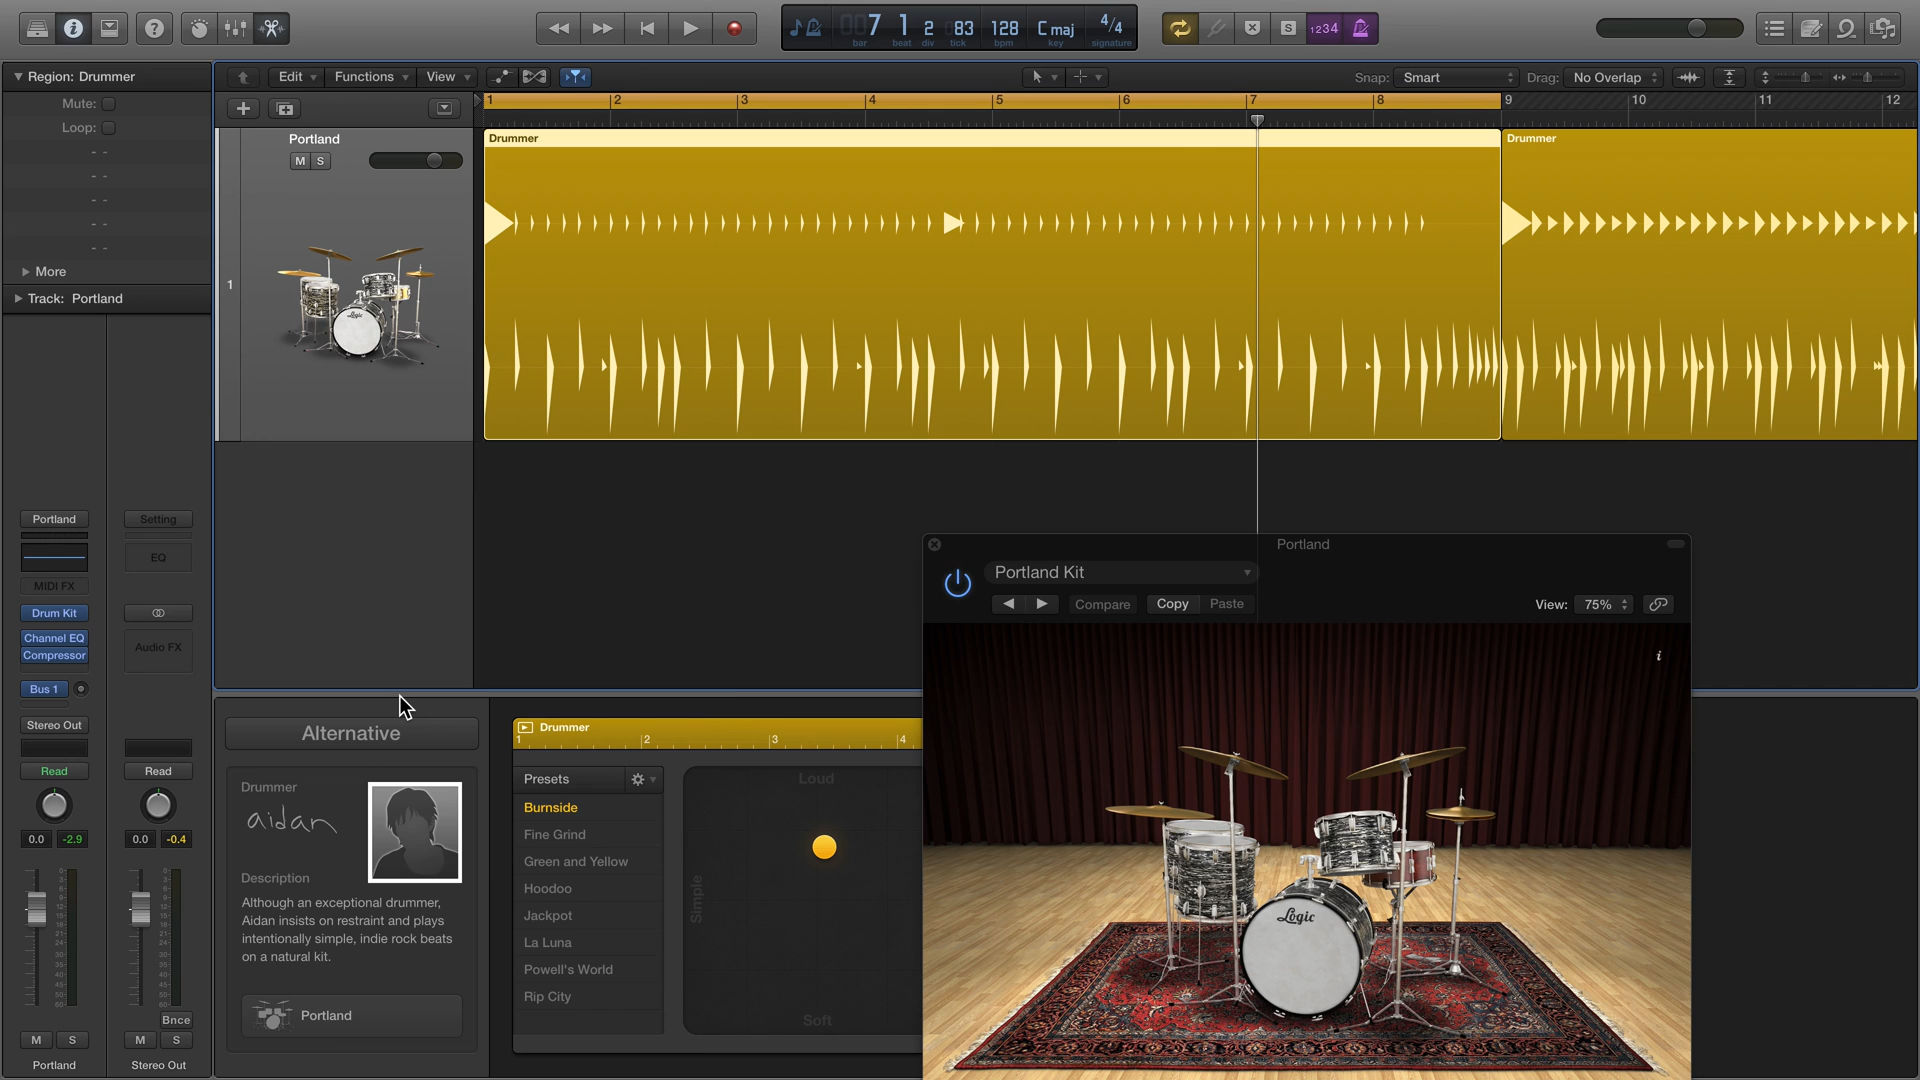 7 1 2 83 128 C maj 4/4
bar beat div tick bpm key signature
S 1234
Region: Drummer
Mute:
Loop:
- -
- -
- -
- -
- -
More
Track: Portland
Edit Functions View
Snap: Smart Drag: No Overlap
1 2 3 4 5 6 7 8 9 10 11 12
Portland
M S
1
Drummer
Drummer
Portland Setting
EQ
MIDI FX
Drum Kit
Channel EQ
Compressor
Audio FX
Bus 1
Stereo Out
Read Read
0.0 -2.9 0.0 -0.4
Bnce
M S M S
Portland Stereo Out
Alternative
Drummer
aidan
Description
Although an exceptional drummer,
Aidan insists on restraint and plays
intentionally simple, indie rock beats
on a natural kit.
Portland
Drummer
1 2 3 4
Presets
Burnside
Fine Grind
Green and Yellow
Hoodoo
Jackpot
La Luna
Powell's World
Rip City
Loud
Simple
Soft
Portland
Portland Kit
Compare Copy Paste
View: 75%
i
Logic
Logic